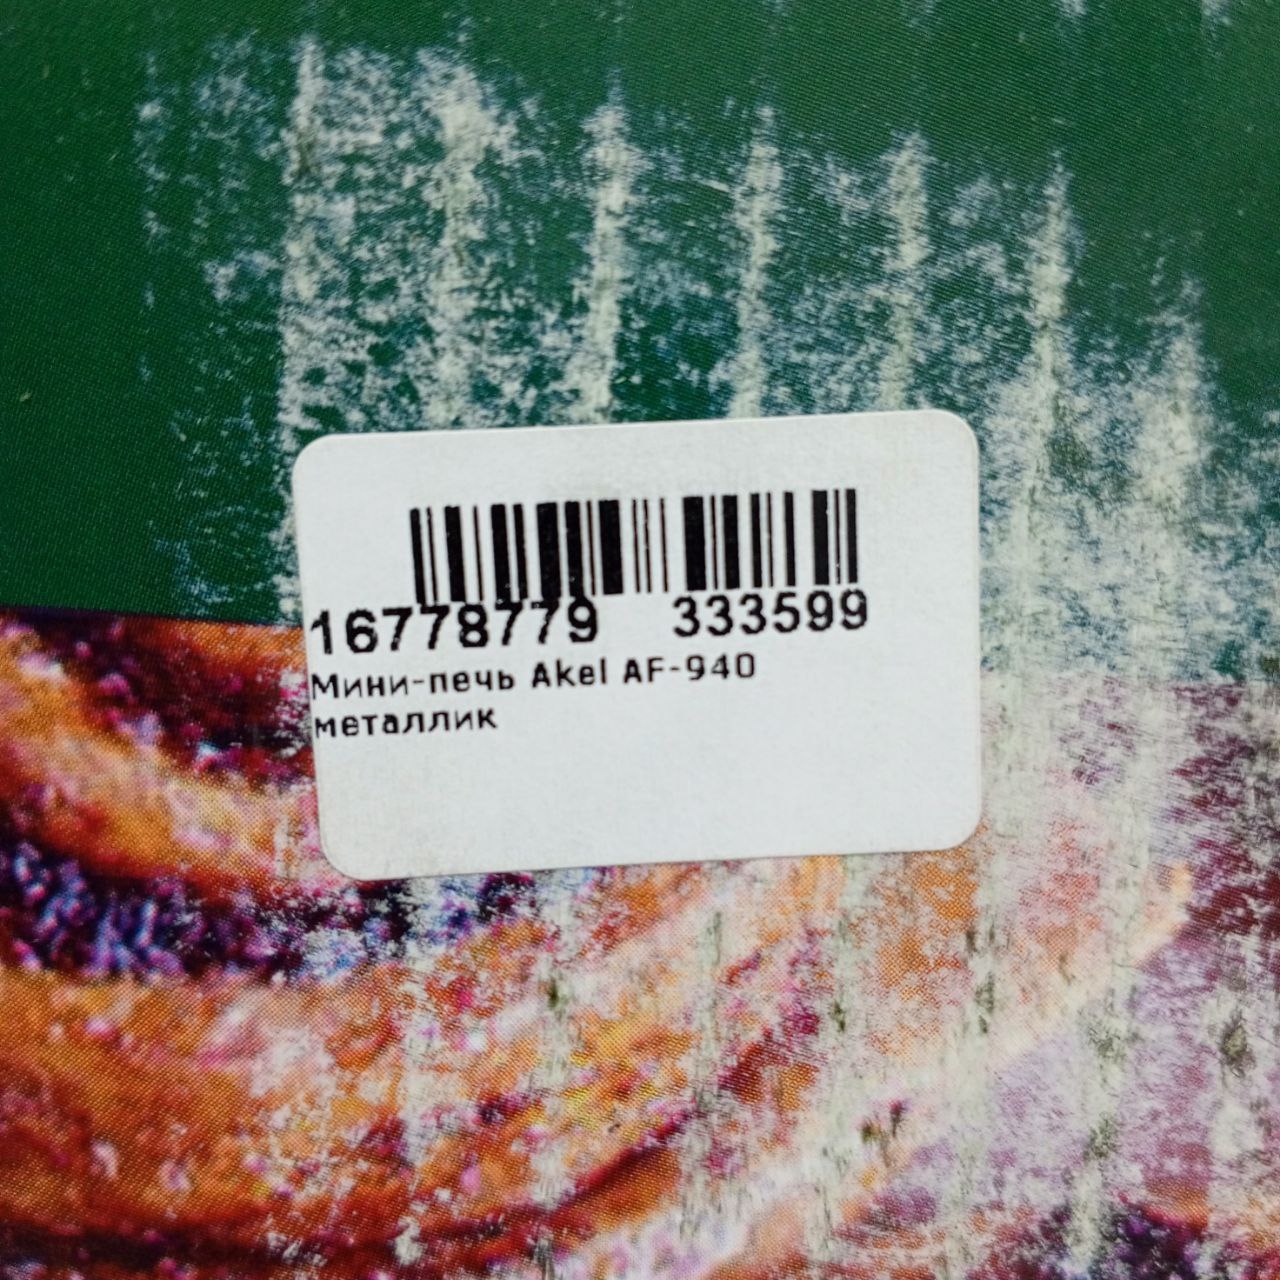 16778779 333599
Мини-печь Akel AF-940
металлик